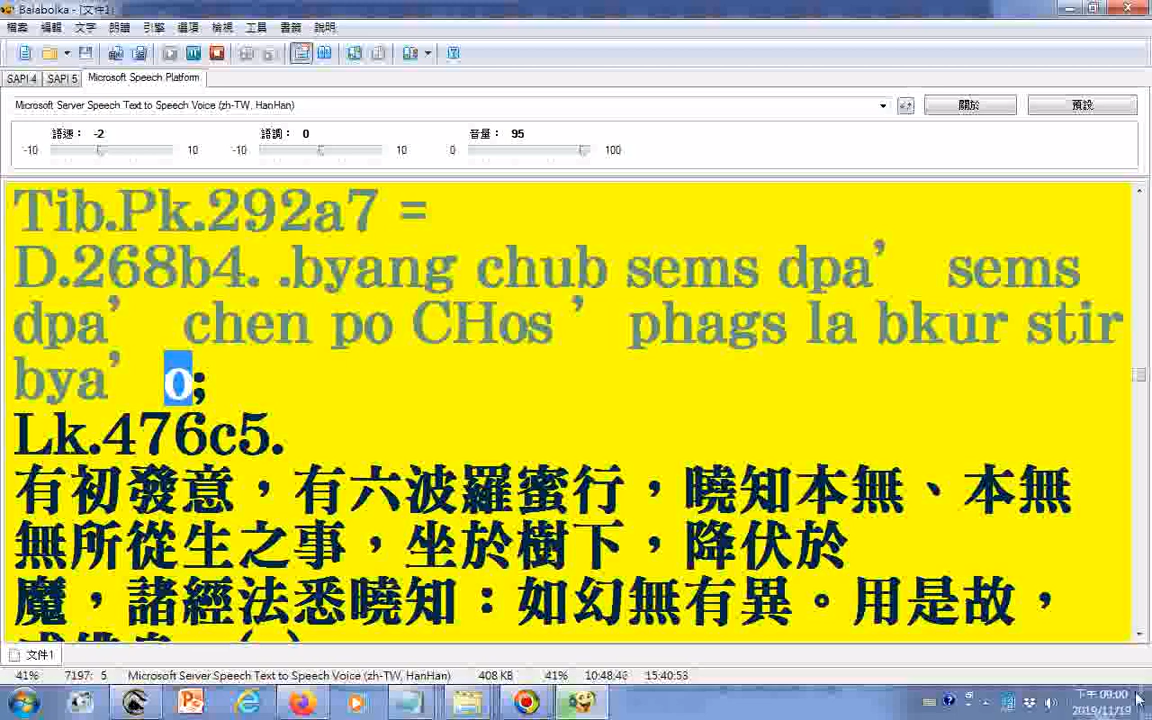 Balabolka - [文件1]
檔案 編輯 文字 朗讀 引擎 選項 檢視 工具 書籤 說明
SAPI 4 SAPI 5 Microsoft Speech Platform
Microsoft Server Speech Text to Speech Voice (zh-TW, HanHan) 關於 預設
語速： -2 語調： 0 音量： 95
-10 10 -10 10 0 100
Tib.Pk.292a7 =
D.268b4. .byang chub sems dpa’ sems
dpa’ chen po CHos ’ phags la bkur stir
bya’ o;
Lk.476c5.
有初發意，有六波羅蜜行，曉知本無、本無
無所從生之事，坐於樹下，降伏於
魔，諸經法悉曉知：如幻無有異。用是故，
文件1
41% 7197: 5 Microsoft Server Speech Text to Speech Voice (zh-TW, HanHan) 408 KB 41% 10:48:46 15:40:53
下午 09:00
2019/11/19